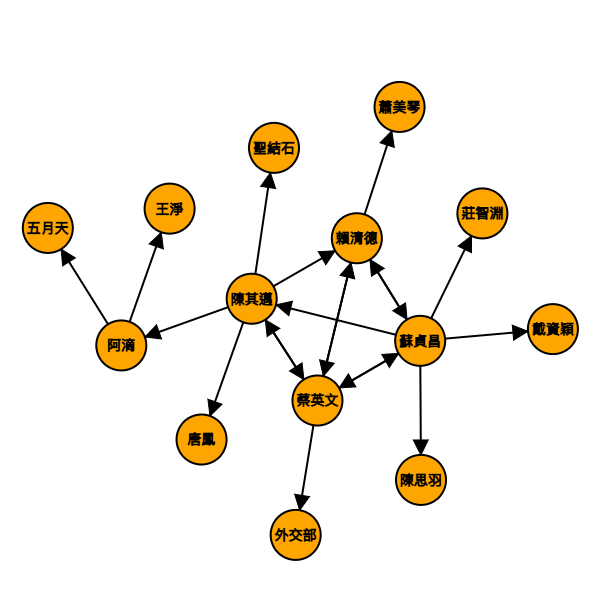 蕭美琴
聖結石
王淨
莊智淵
五月天
賴清德
陳其邁
戴資穎
蘇貞昌
阿滴
蔡英文
唐鳳
陳思羽
外交部